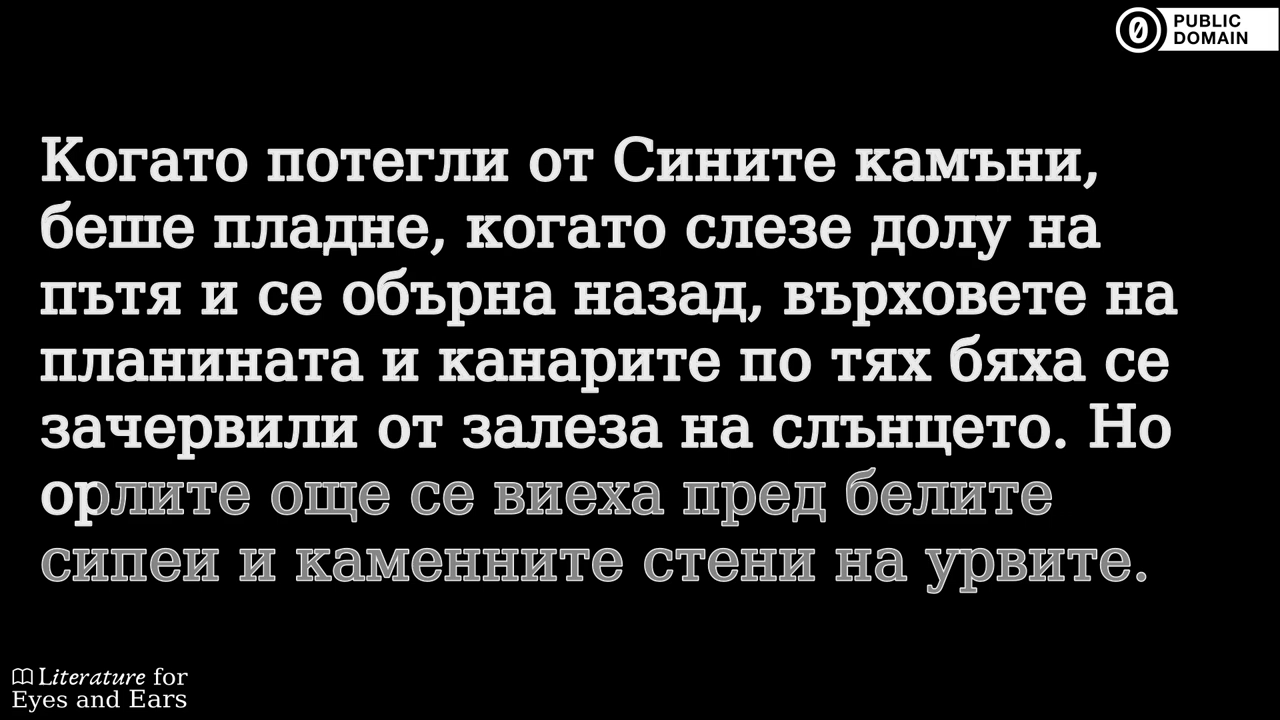 PUBLIC
DOMAIN
Когато потегли от Сините камъни,
беше пладне, когато слезе долу на
пътя и се обърна назад, върховете на
планината и канарите по тях бяха се
зачервили от залеза на слънцето. Но
орлите още се виеха пред белите
сипеи и каменните стени на урвите.
Literature for
Eyes and Ears